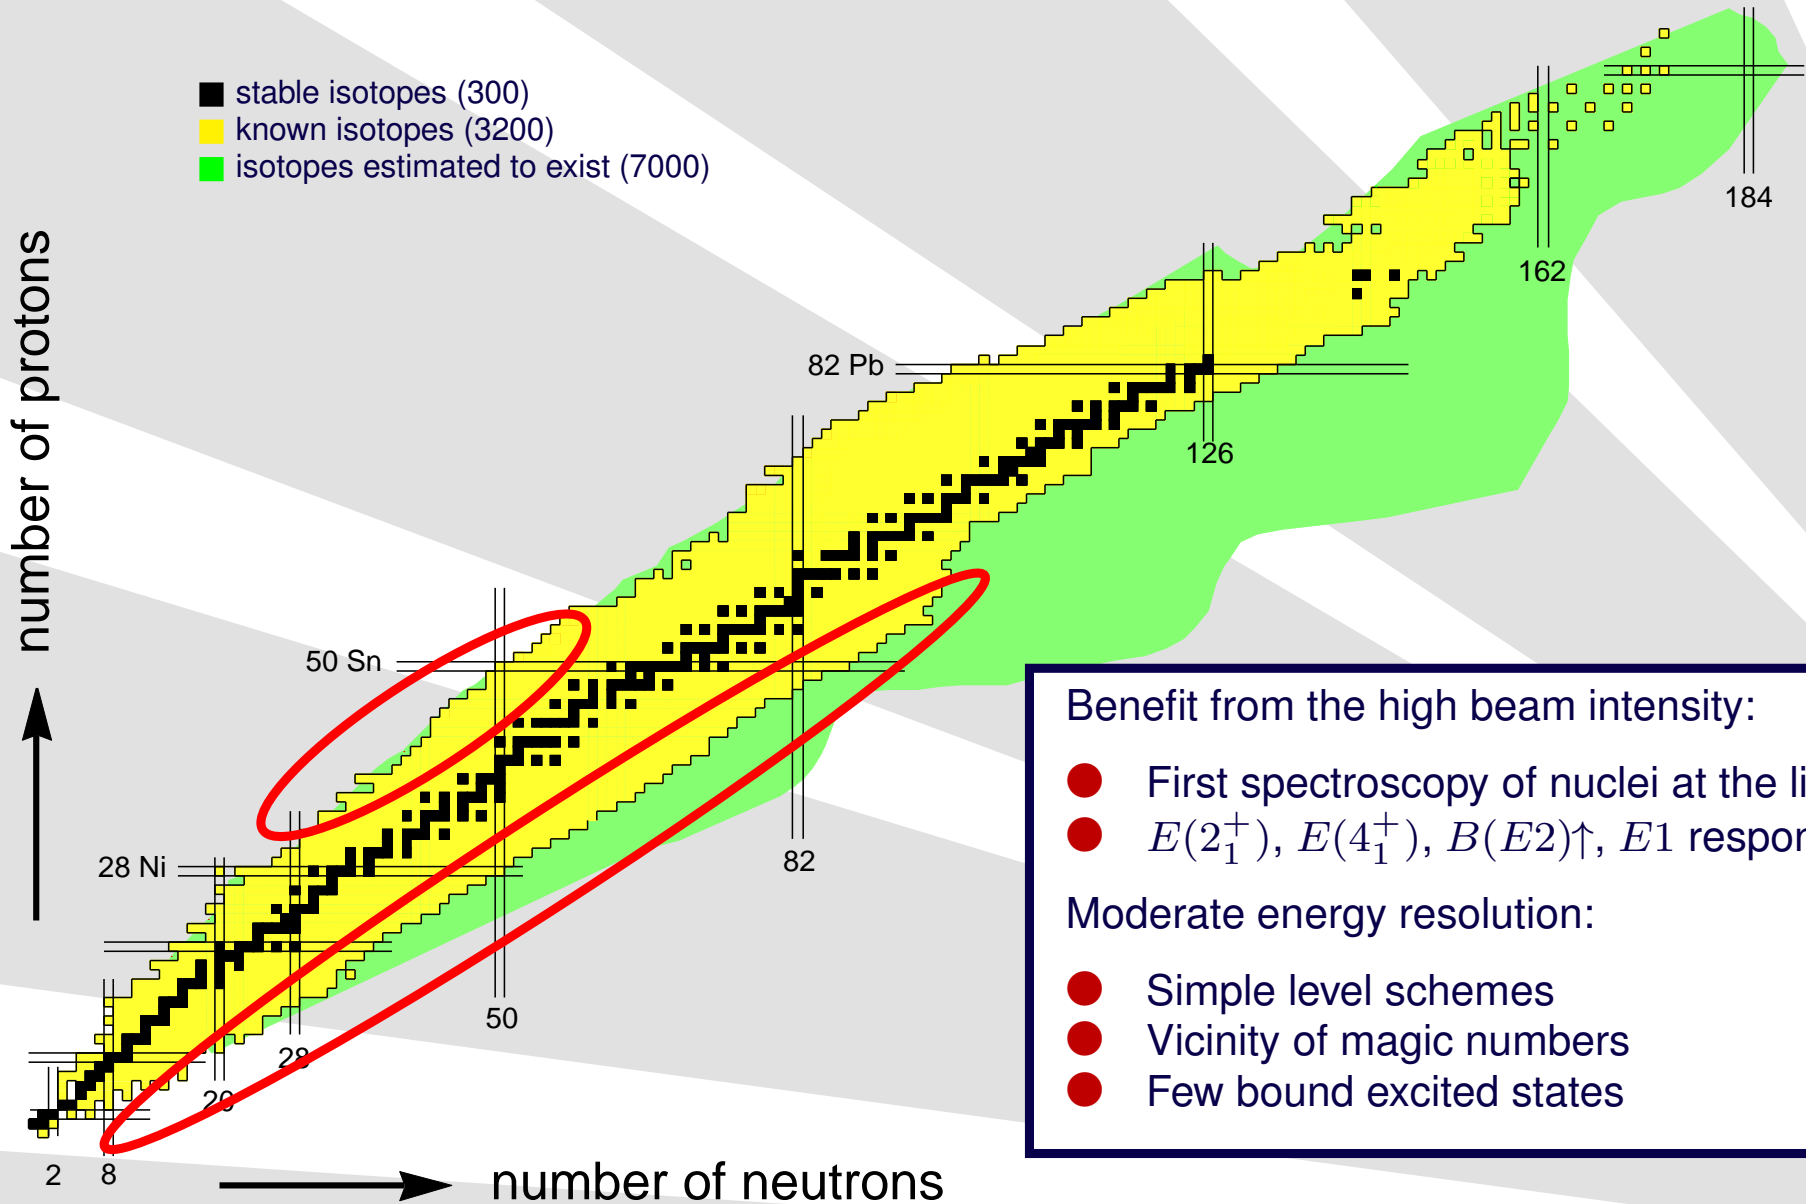 stable isotopes (300)
known isotopes (3200)
isotopes estimated to exist (7000)
number of protons
184
162
82 Pb
126
50 Sn
82
28 Ni
50
28
20
2 8
number of neutrons
Benefit from the high beam intensity:
First spectroscopy of nuclei at the li
E(2₁⁺), E(4₁⁺), B(E2)↑, E1 respon
Moderate energy resolution:
Simple level schemes
Vicinity of magic numbers
Few bound excited states